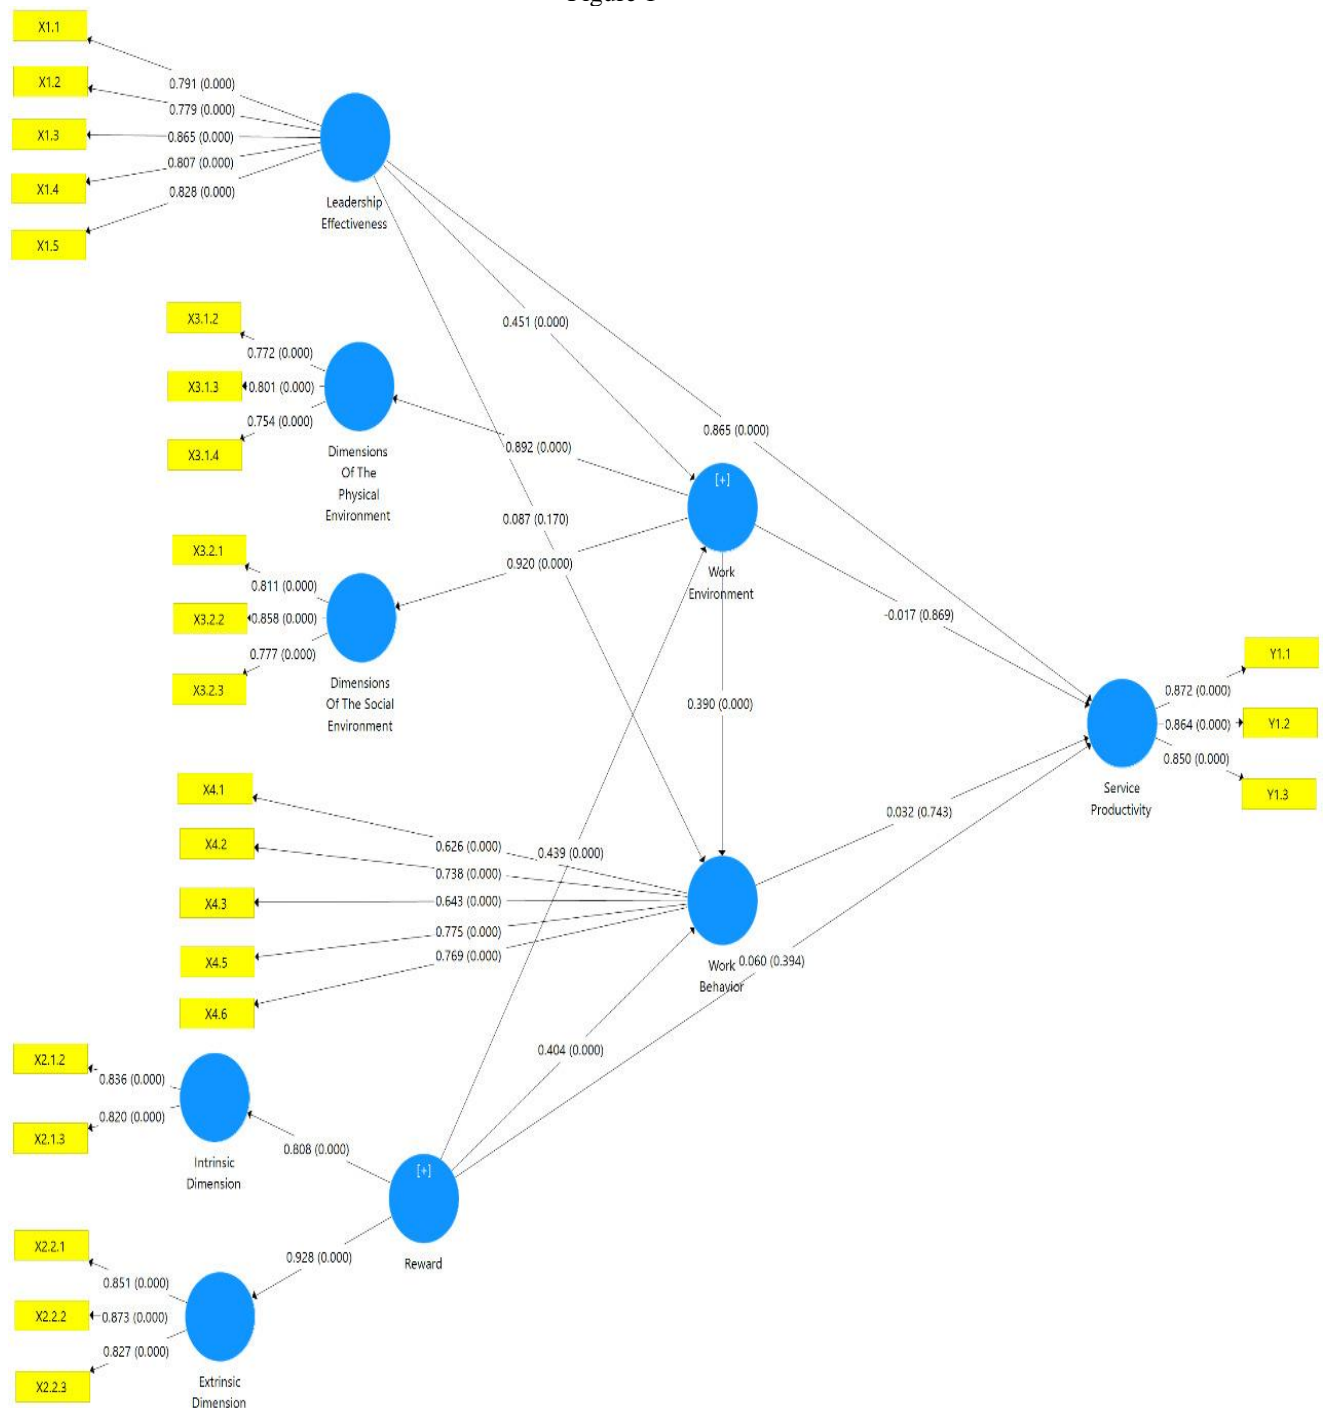 Figure 1
X1.1
X1.2
X1.3
X1.4
X1.5
0.791 (0.000)
0.779 (0.000)
0.865 (0.000)
0.807 (0.000)
0.828 (0.000)
Leadership
Effectiveness
X3.1.2
X3.1.3
X3.1.4
0.772 (0.000)
0.801 (0.000)
0.754 (0.000)
Dimensions
Of The
Physical
Environment
0.451 (0.000)
0.865 (0.000)
0.892 (0.000)
0.087 (0.170)
0.920 (0.000)
[+]
Work
Environment
X3.2.1
X3.2.2
X3.2.3
0.811 (0.000)
0.858 (0.000)
0.777 (0.000)
Dimensions
Of The Social
Environment
-0.017 (0.869)
0.390 (0.000)
Y1.1
Y1.2
Y1.3
0.872 (0.000)
0.864 (0.000)
0.850 (0.000)
Service
Productivity
X4.1
X4.2
X4.3
X4.5
X4.6
0.626 (0.000)
0.738 (0.000)
0.643 (0.000)
0.775 (0.000)
0.769 (0.000)
0.439 (0.000)
0.032 (0.743)
Work
Behavior
0.060 (0.394)
0.404 (0.000)
X2.1.2
X2.1.3
0.836 (0.000)
0.820 (0.000)
Intrinsic
Dimension
0.808 (0.000)
[+]
Reward
0.928 (0.000)
X2.2.1
X2.2.2
X2.2.3
0.851 (0.000)
0.873 (0.000)
0.827 (0.000)
Extrinsic
Dimension